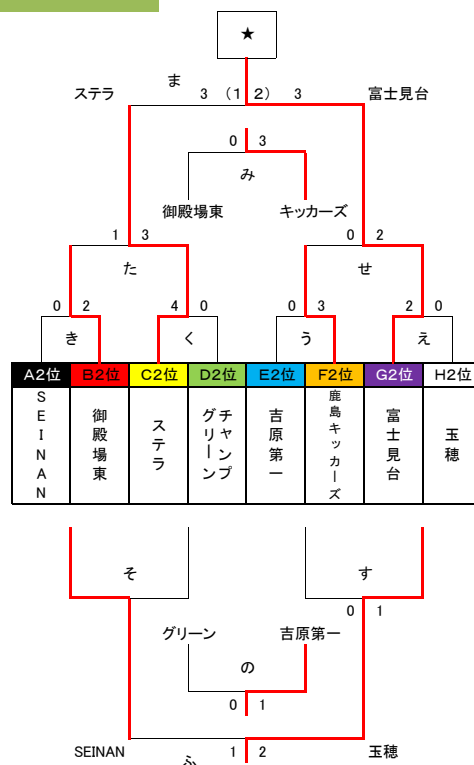 ★
ま
ステラ 3 (1 2) 3 富士見台
0 3
み
御殿場東 キッカーズ
1 3 0 2
た せ
0 2 4 0 0 3 2 0
き く う え
A2位 B2位 C2位 D2位 E2位 F2位 G2位 H2位
SEINAN
御殿場東
ステラ
チャンプ
グリーン
吉原第一
鹿島キッカーズ
富士見台
玉穂
そ す
0 1
グリーン 吉原第一
の
0 1
SEINAN 1 2 玉穂
ふ